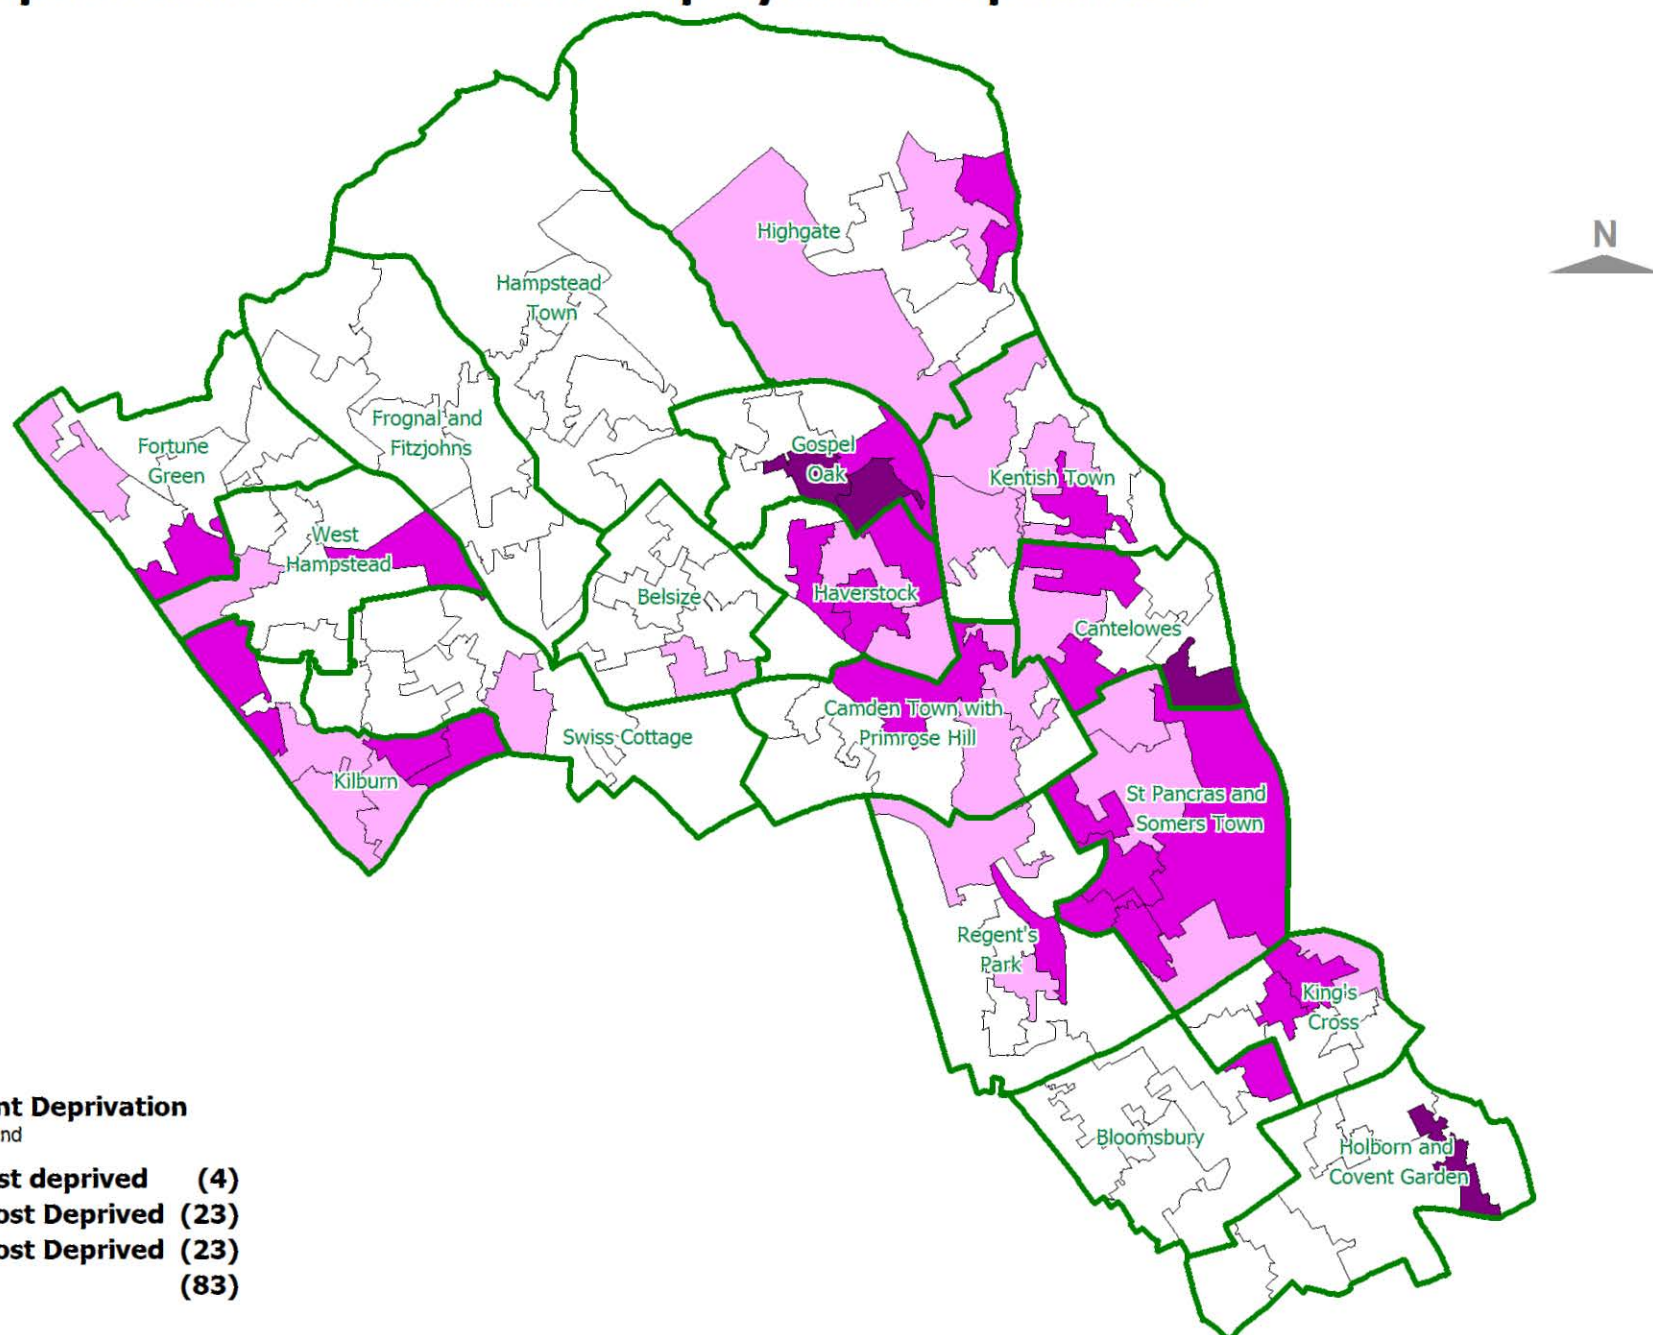 N
Highgate
Hampstead
Town
Frognal and
Fitzjohns
Fortune
Green
Gospel
Oak
Kentish Town
West
Hampstead
Belsize
Haverstock
Cantelowes
Camden Town with
Primrose Hill
Swiss Cottage
Kilburn
St Pancras and
Somers Town
Regent's
Park
King's
Cross
Bloomsbury
Holborn and
Covent Garden
Deprivation
st deprived (4)
ost Deprived (23)
ost Deprived (23)
(83)